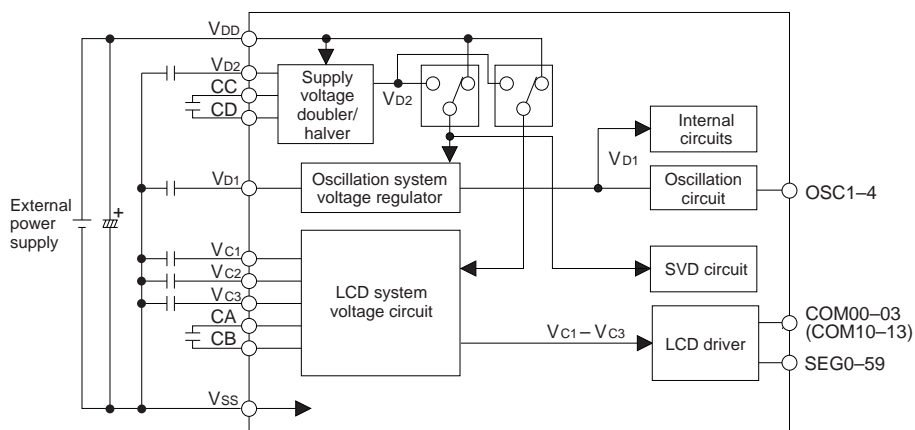 VDD
VD2
CC
CD
Supply
voltage
doubler/
halver
VD2
Internal
circuits
VD1
VD1
Oscillation system
voltage regulator
Oscillation
circuit
OSC1–4
External
power
supply
+
VC1
VC2
VC3
CA
CB
LCD system
voltage circuit
SVD circuit
VC1–VC3
LCD driver
COM00–03
(COM10–13)
SEG0–59
VSS